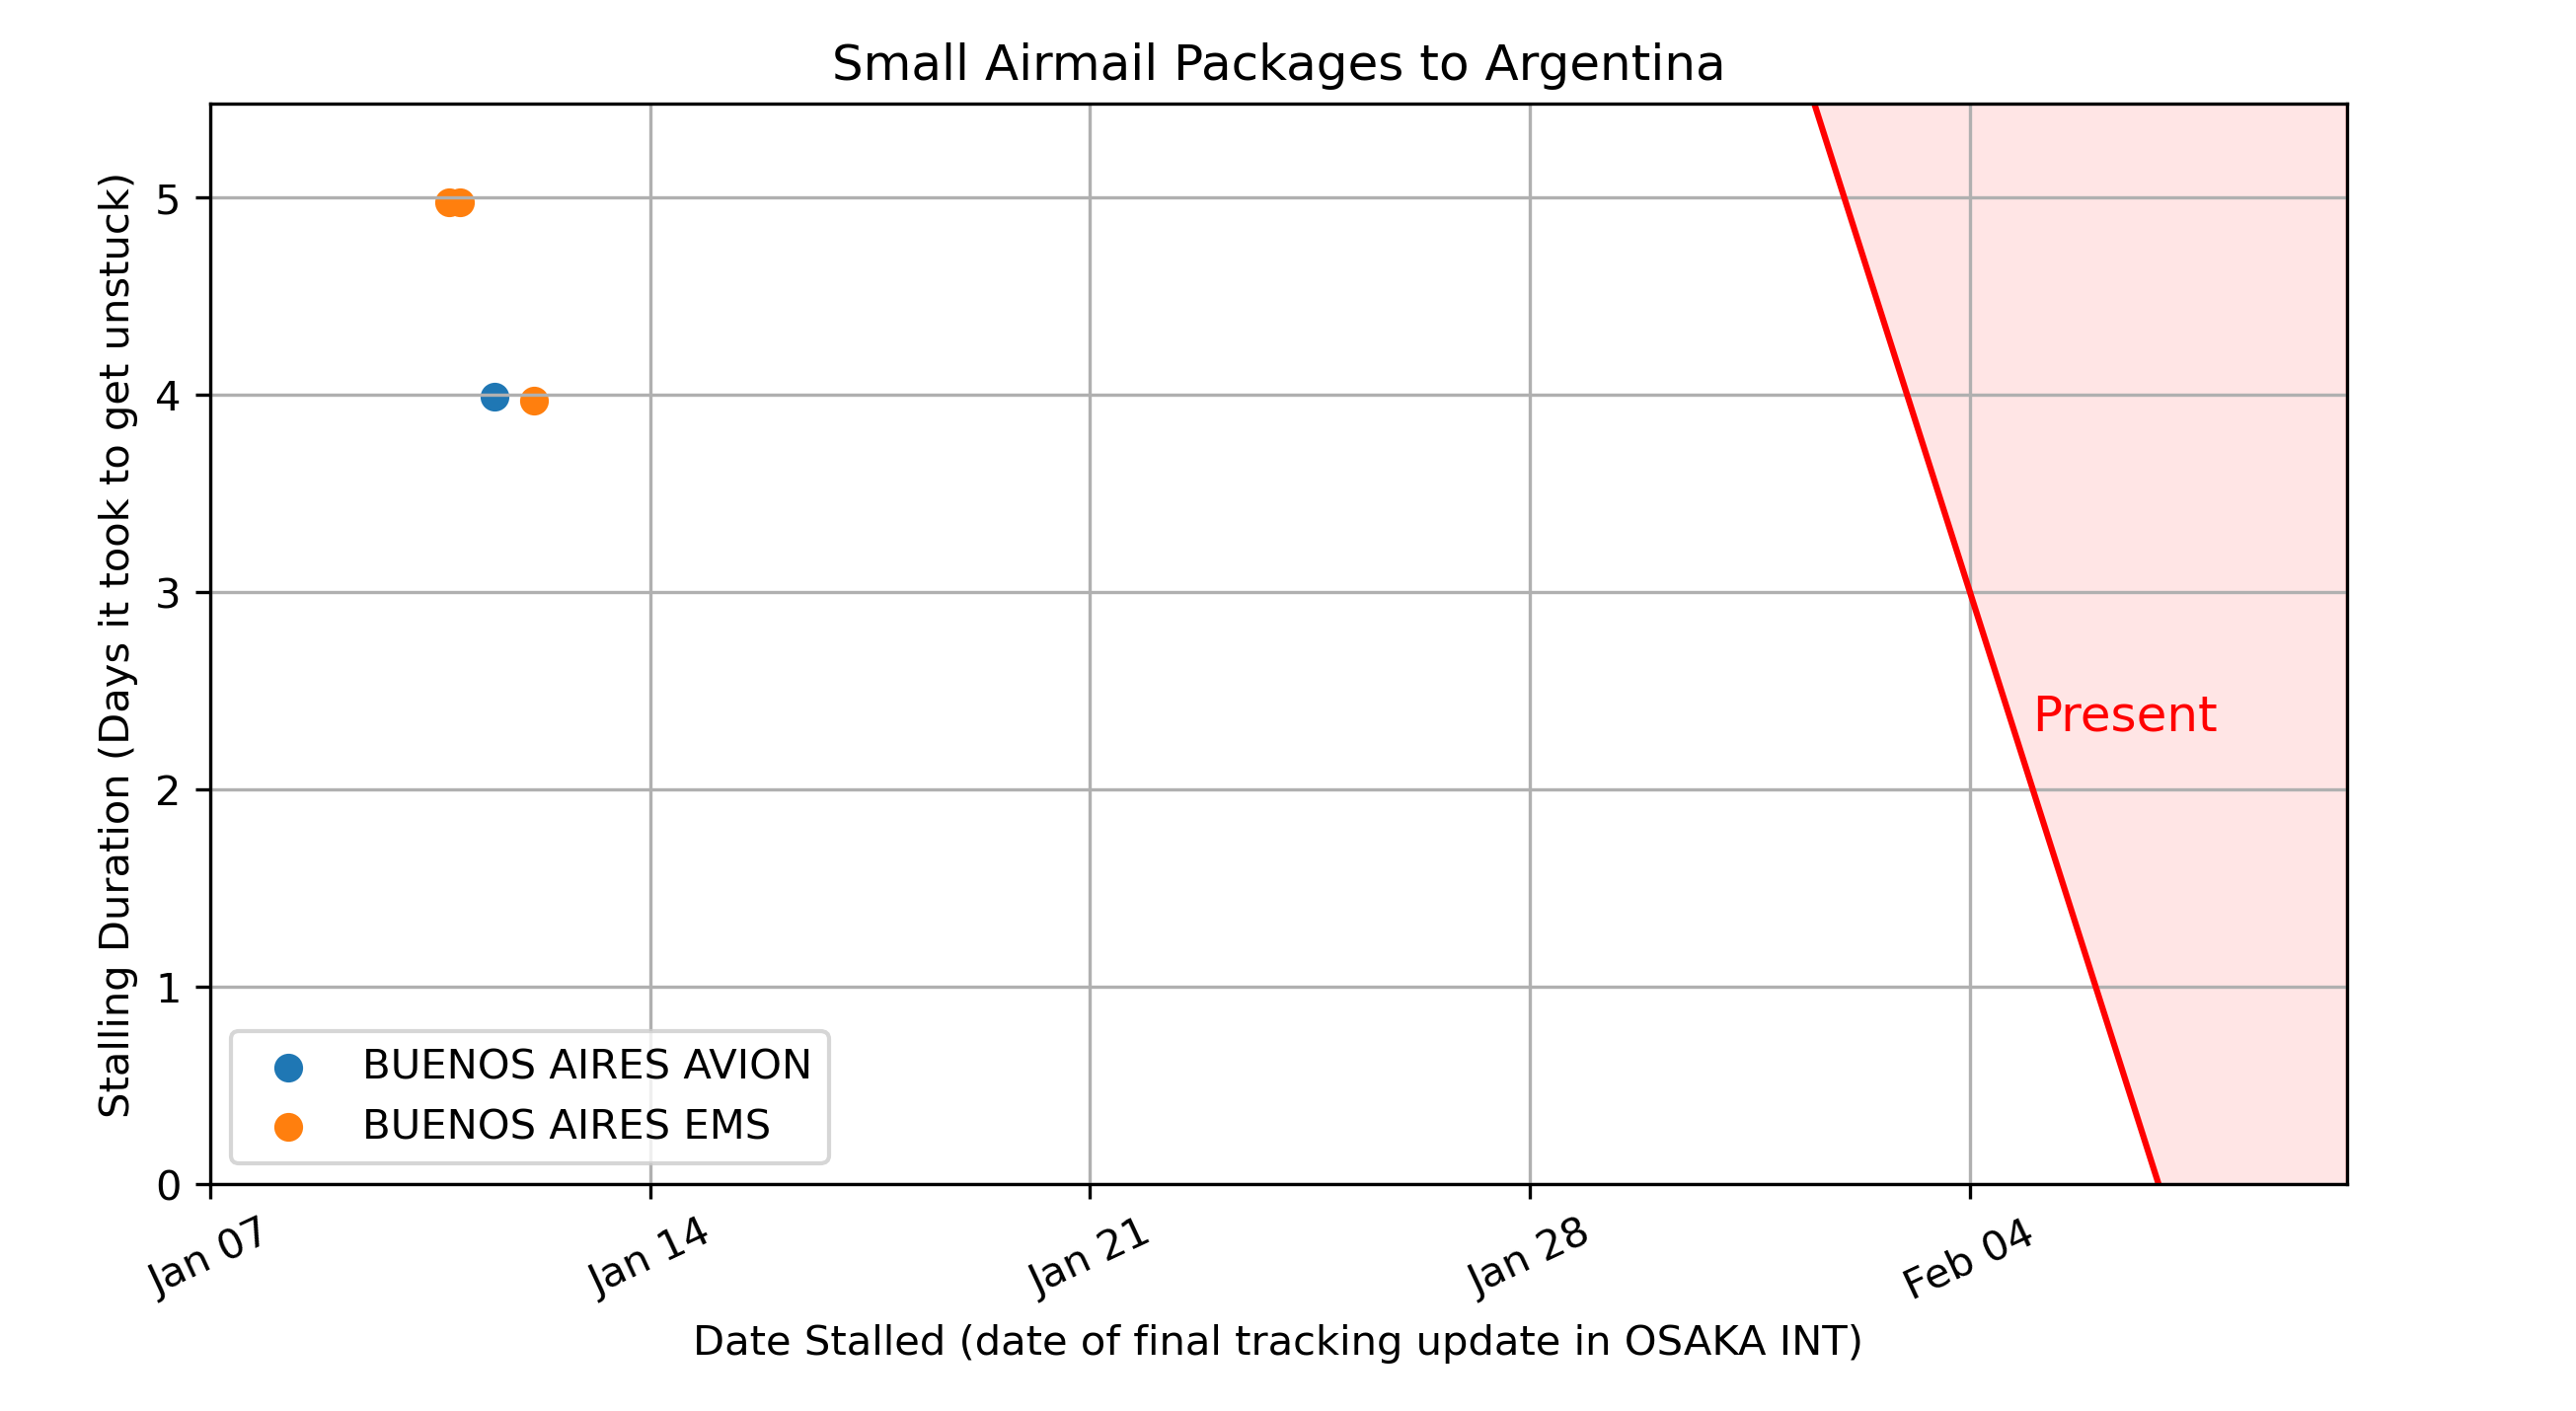 Small Airmail Packages to Argentina
Stalling Duration (Days it took to get unstuck)
5
4
3
2
1
0
Present
BUENOS AIRES AVION
BUENOS AIRES EMS
Jan 07
Jan 14
Jan 21
Jan 28
Feb 04
Date Stalled (date of final tracking update in OSAKA INT)